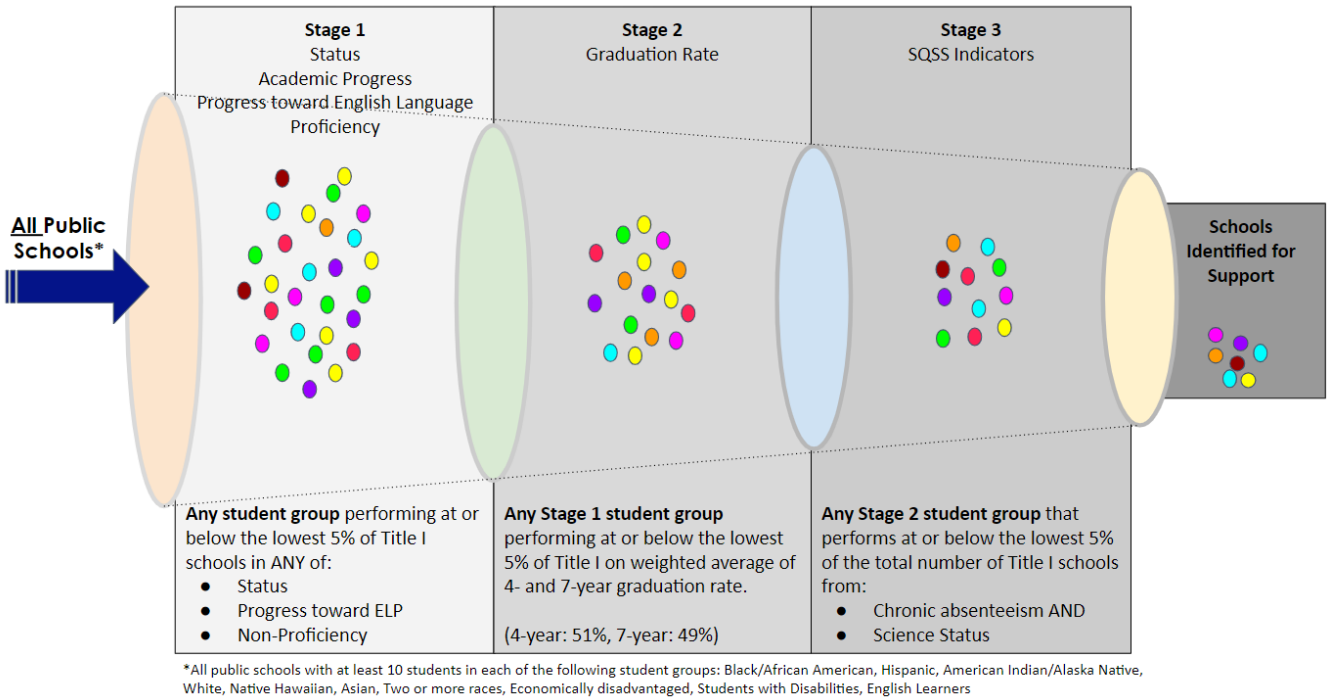 Stage 1
Status
Academic Progress
Progress toward English Language
Proficiency
Stage 2
Graduation Rate
Stage 3
SQSS Indicators
All Public
Schools*
Schools
Identified for
Support
Any student group performing at or
below the lowest 5% of Title I
schools in ANY of:
● Status
● Progress toward ELP
● Non-Proficiency
Any Stage 1 student group
performing at or below the lowest
5% of Title I on weighted average of
4- and 7-year graduation rate.
(4-year: 51%, 7-year: 49%)
Any Stage 2 student group that
performs at or below the lowest 5%
of the total number of Title I schools
from:
● Chronic absenteeism AND
● Science Status
*All public schools with at least 10 students in each of the following student groups: Black/African American, Hispanic, American Indian/Alaska Native,
White, Native Hawaiian, Asian, Two or more races, Economically disadvantaged, Students with Disabilities, English Learners